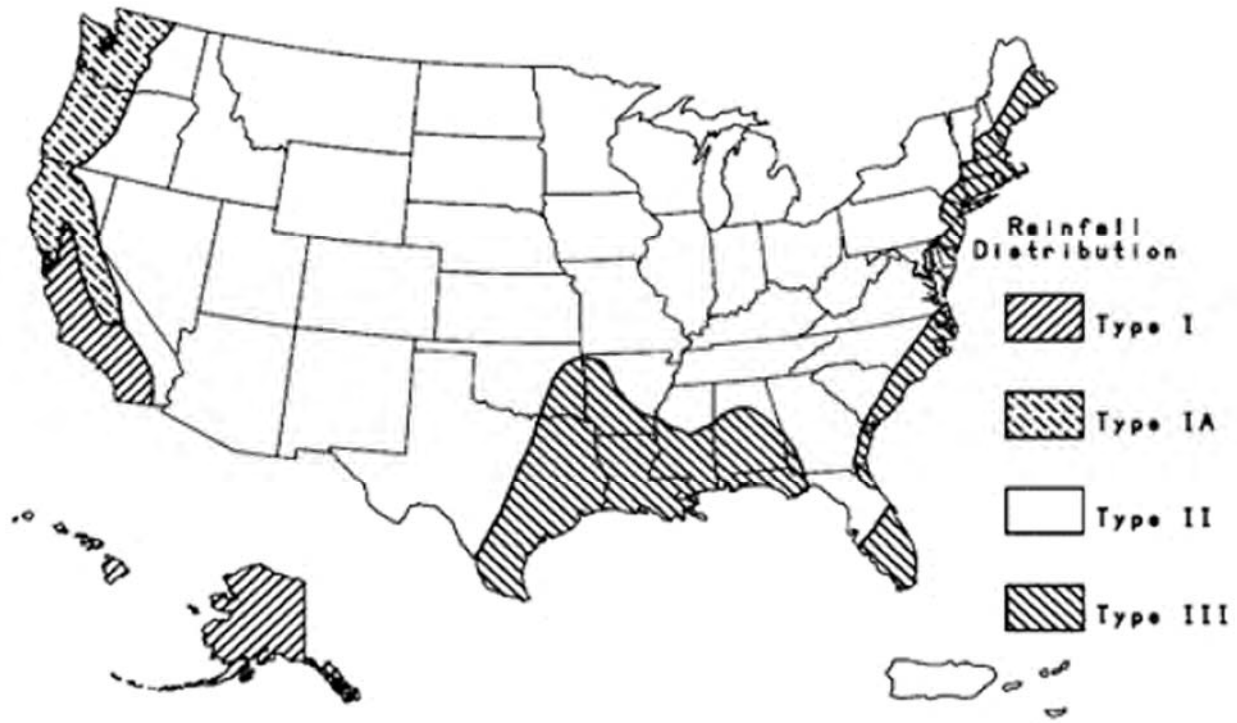 Rainfall
Distribution
Type I
Type IA
Type II
Type III